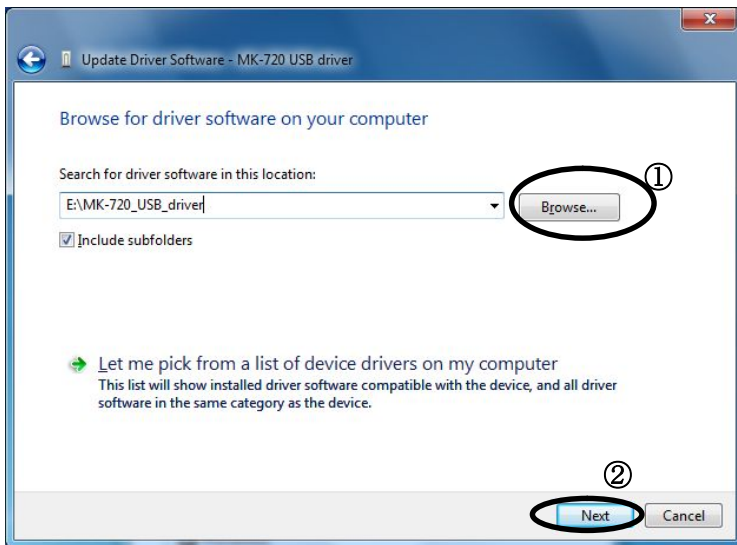 Update Driver Software - MK-720 USB driver
Browse for driver software on your computer
Search for driver software in this location:
①
E:\MK-720_USB_driver
Browse...
Include subfolders
Let me pick from a list of device drivers on my computer
This list will show installed driver software compatible with the device, and all driver
software in the same category as the device.
②
Next
Cancel